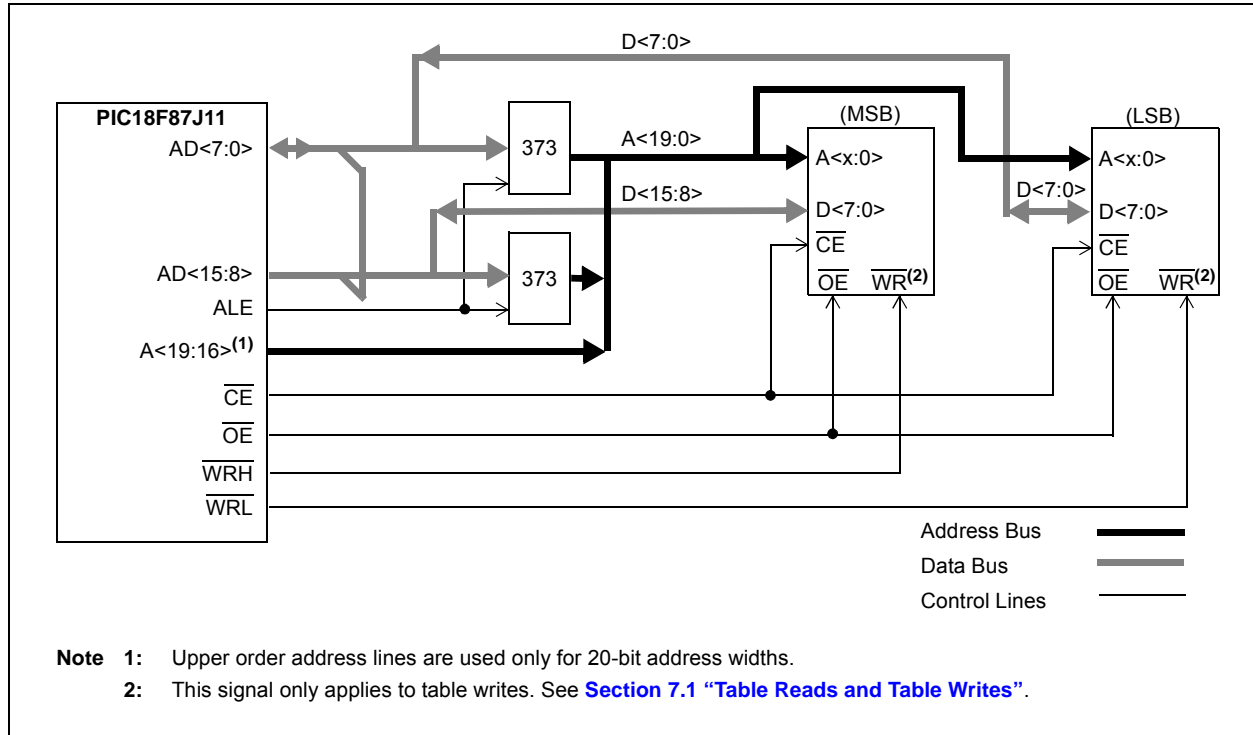 D<7:0>
PIC18F87J11
AD<7:0>
373
A<19:0>
(MSB)
A<x:0>
D<7:0>
CE
OE
WR(2)
(LSB)
A<x:0>
D<7:0>
D<7:0>
CE
OE
WR(2)
D<15:8>
AD<15:8>
373
ALE
A<19:16>(1)
CE
OE
WRH
WRL
Address Bus
Data Bus
Control Lines
Note 1: Upper order address lines are used only for 20-bit address widths.
2: This signal only applies to table writes. See Section 7.1 “Table Reads and Table Writes”.